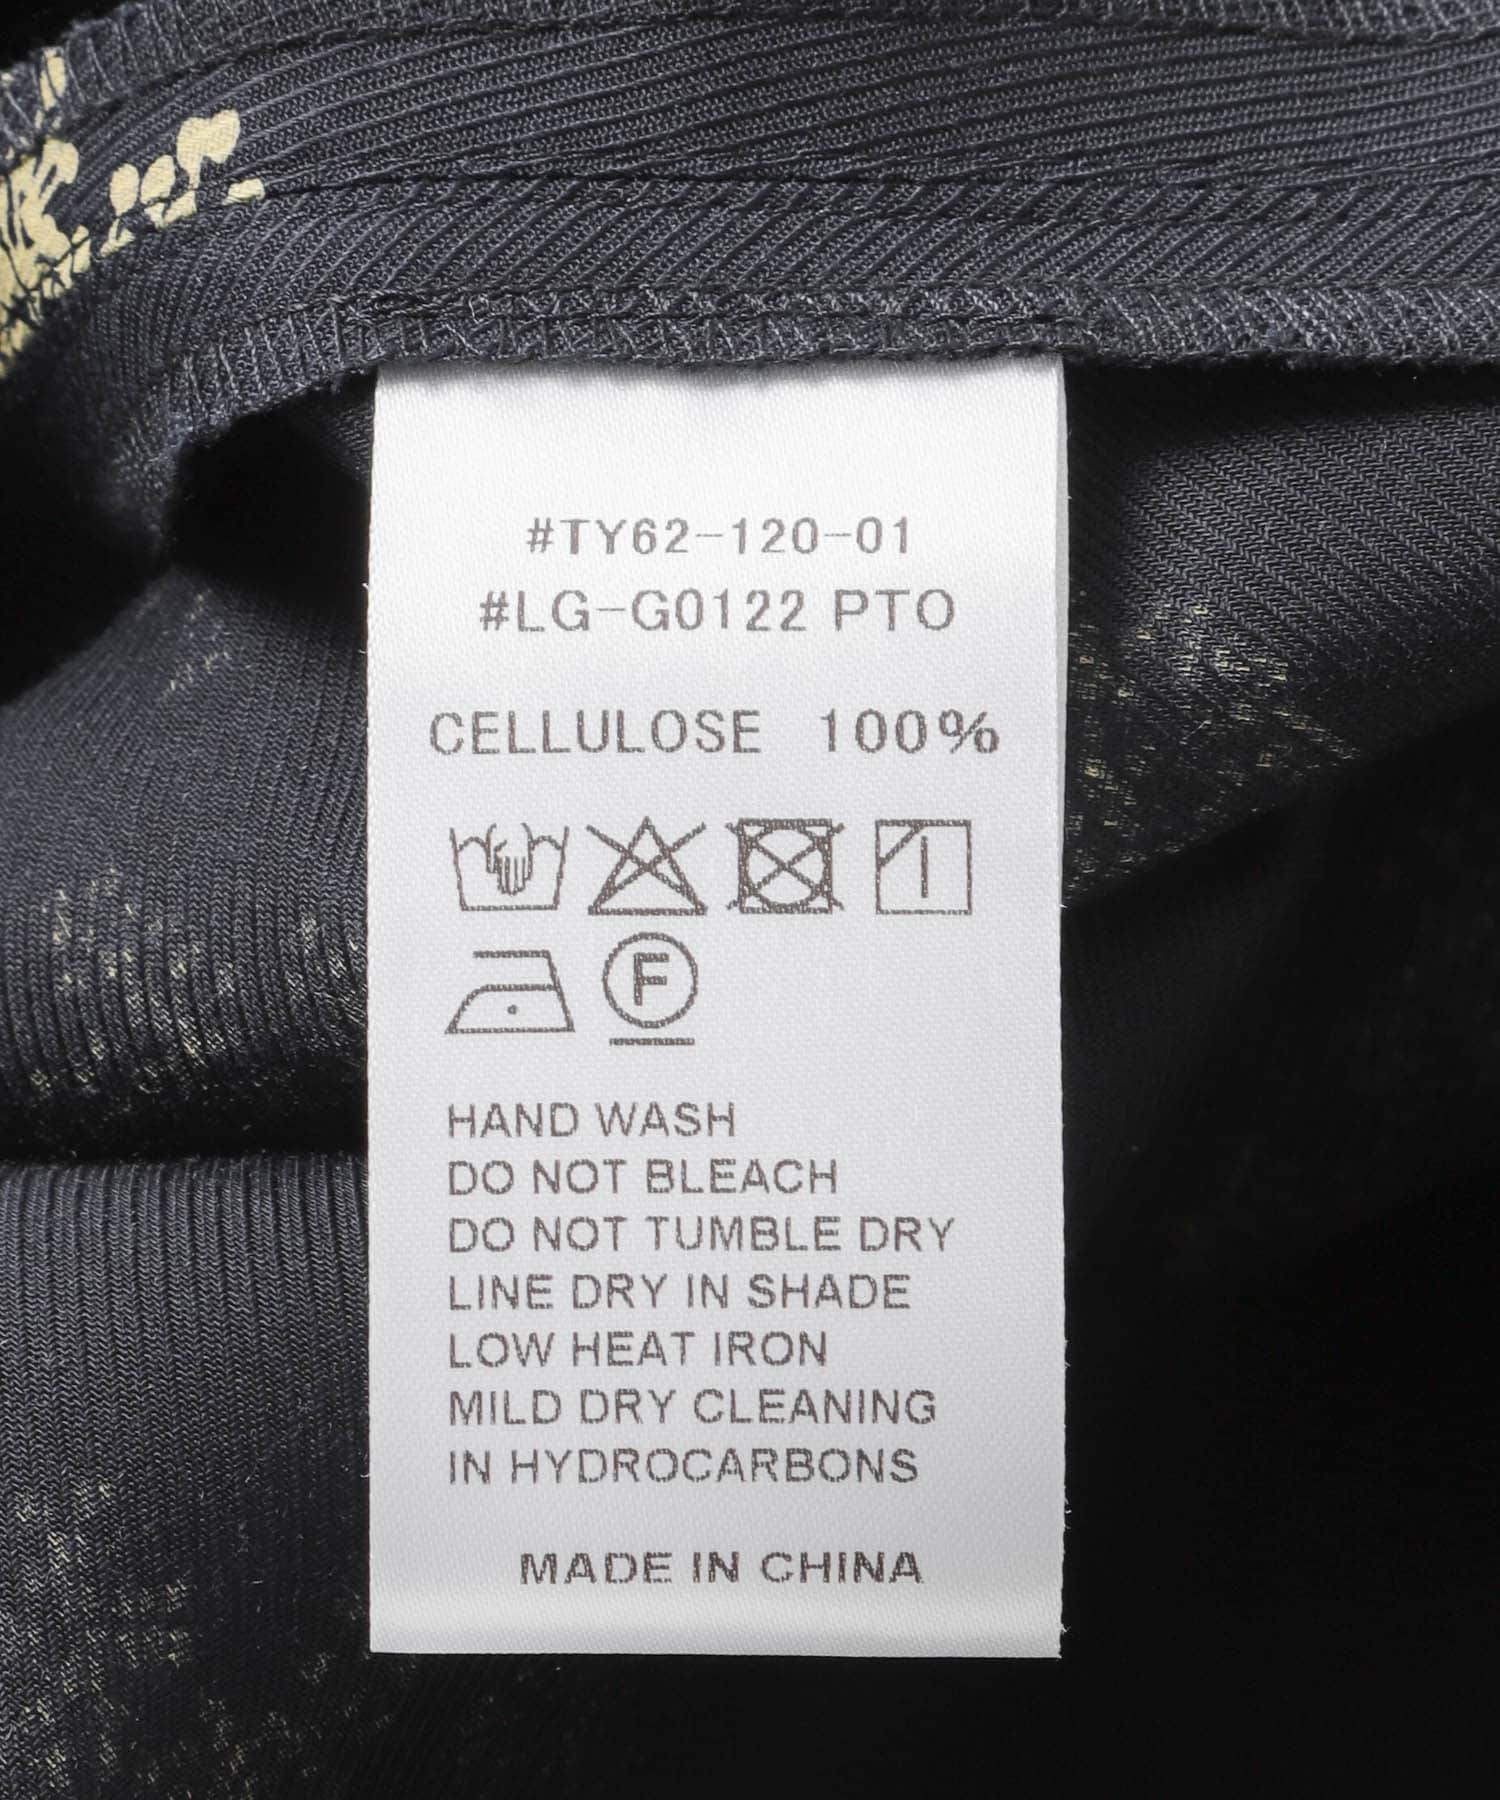 #TY62-120-01
#LG-G0122 PTO
CELLULOSE 100%
F
HAND WASH
DO NOT BLEACH
DO NOT TUMBLE DRY
LINE DRY IN SHADE
LOW HEAT IRON
MILD DRY CLEANING
IN HYDROCARBONS
MADE IN CHINA